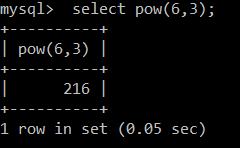 mysql>  select pow(6,3);
+----------+
| pow(6,3) |
+----------+
|      216 |
+----------+
1 row in set (0.05 sec)